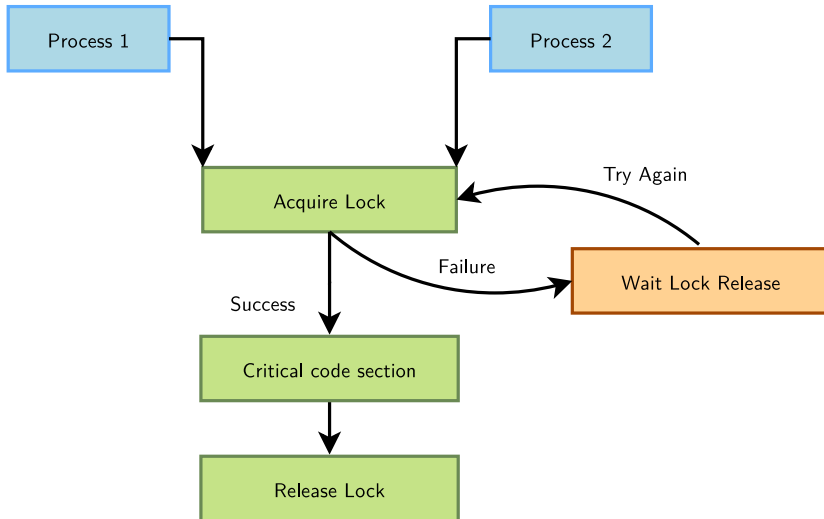 Process 1
Process 2
Acquire Lock
Try Again
Failure
Wait Lock Release
Success
Critical code section
Release Lock